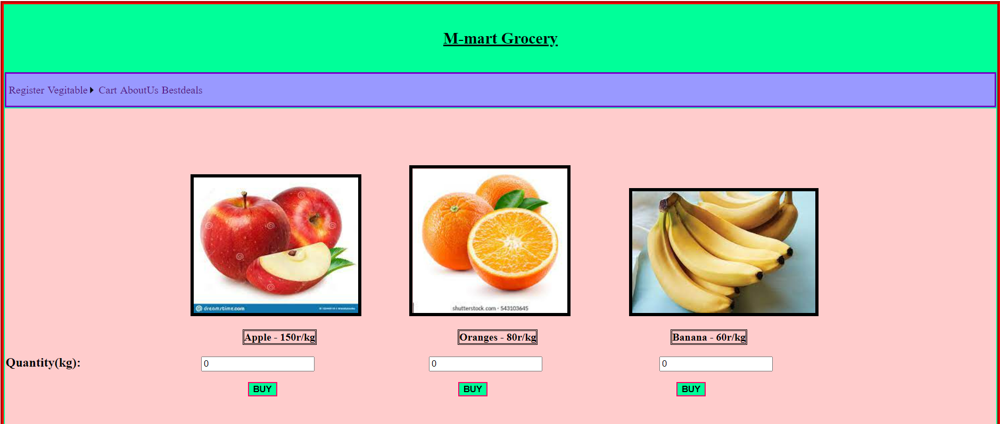 M-mart Grocery
Register Vegitable Cart AboutUs Bestdeals
dreamstime.com
shutterstock.com • 543103645
Apple - 150r/kg Oranges - 80r/kg Banana - 60r/kg
Quantity(kg): 0 0 0
BUY BUY BUY